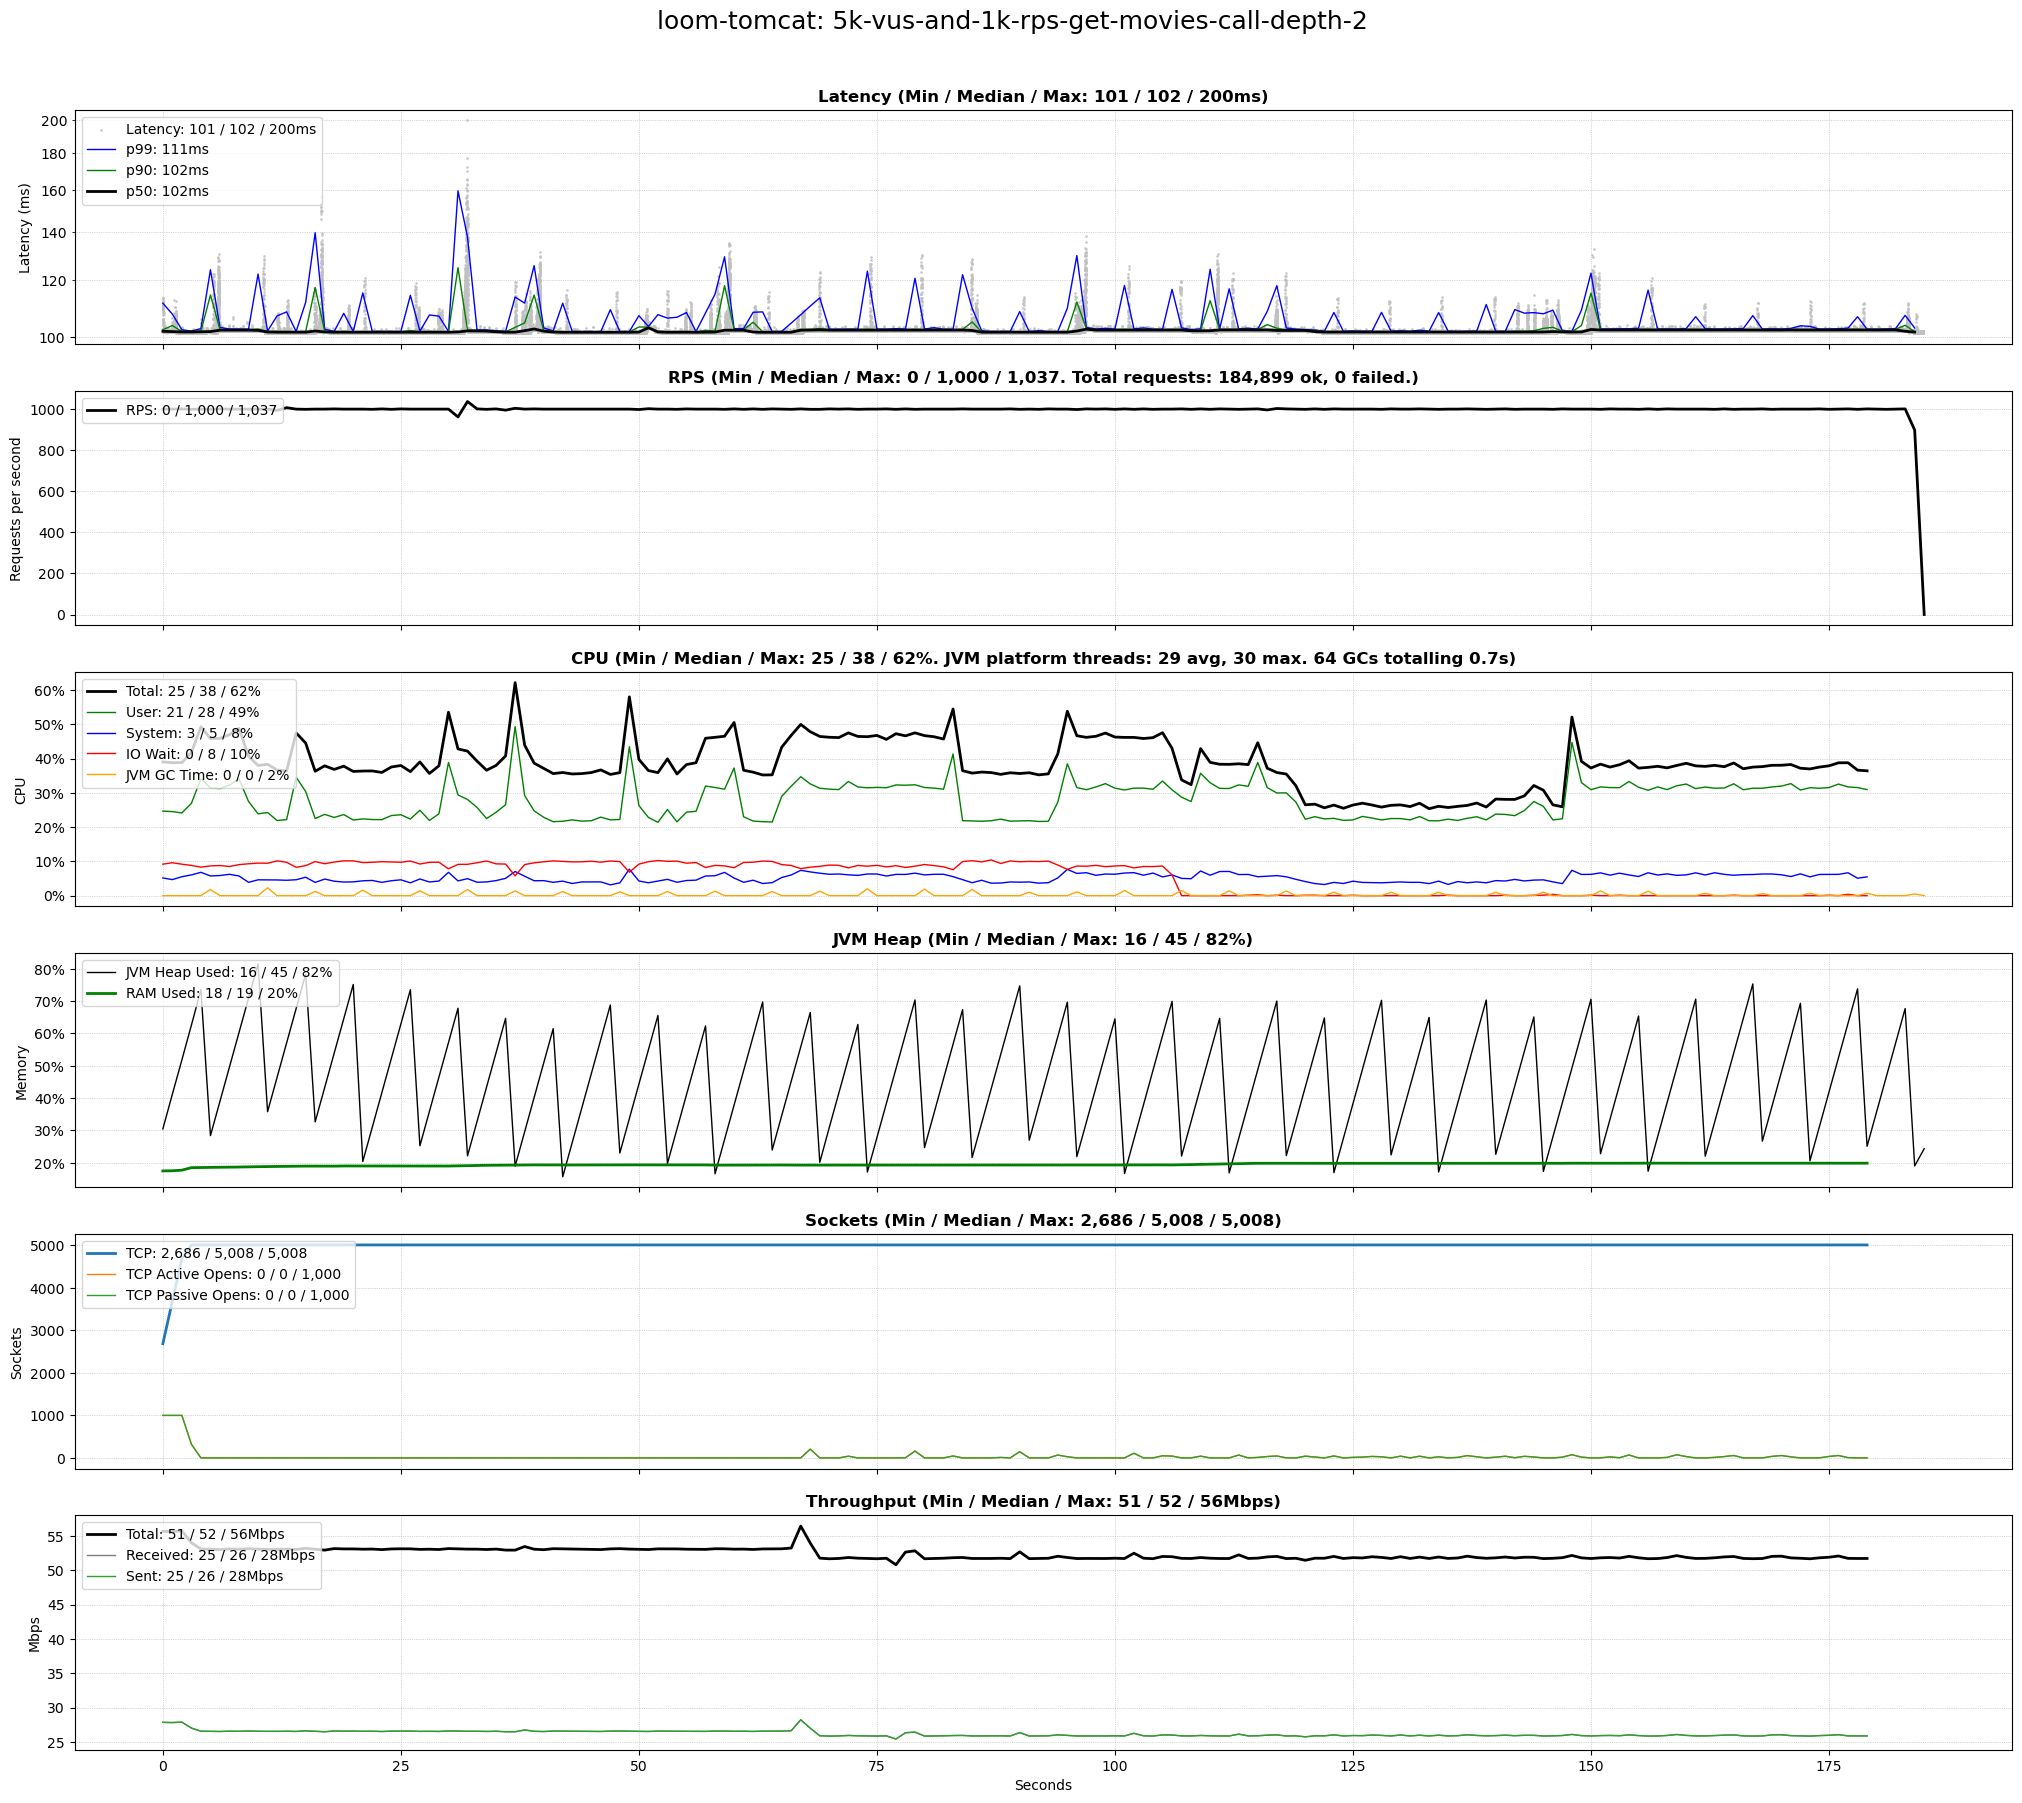 loom-tomcat: 5k-vus-and-1k-rps-get-movies-call-depth-2
Latency (Min / Median / Max: 101 / 102 / 200ms)
Latency: 101 / 102 / 200ms
p99: 111ms
p90: 102ms
p50: 102ms
Latency (ms)
200
180
160
140
120
100
RPS (Min / Median / Max: 0 / 1,000 / 1,037. Total requests: 184,899 ok, 0 failed.)
RPS: 0 / 1,000 / 1,037
Requests per second
1000
800
600
400
200
0
CPU (Min / Median / Max: 25 / 38 / 62%. JVM platform threads: 29 avg, 30 max. 64 GCs totalling 0.7s)
Total: 25 / 38 / 62%
User: 21 / 28 / 49%
System: 3 / 5 / 8%
IO Wait: 0 / 8 / 10%
JVM GC Time: 0 / 0 / 2%
CPU
60%
50%
40%
30%
20%
10%
0%
JVM Heap (Min / Median / Max: 16 / 45 / 82%)
JVM Heap Used: 16 / 45 / 82%
RAM Used: 18 / 19 / 20%
Memory
80%
70%
60%
50%
40%
30%
20%
Sockets (Min / Median / Max: 2,686 / 5,008 / 5,008)
TCP: 2,686 / 5,008 / 5,008
TCP Active Opens: 0 / 0 / 1,000
TCP Passive Opens: 0 / 0 / 1,000
Sockets
5000
4000
3000
2000
1000
0
Throughput (Min / Median / Max: 51 / 52 / 56Mbps)
Total: 51 / 52 / 56Mbps
Received: 25 / 26 / 28Mbps
Sent: 25 / 26 / 28Mbps
Mbps
55
50
45
40
35
30
25
0 25 50 75 100 125 150 175
Seconds